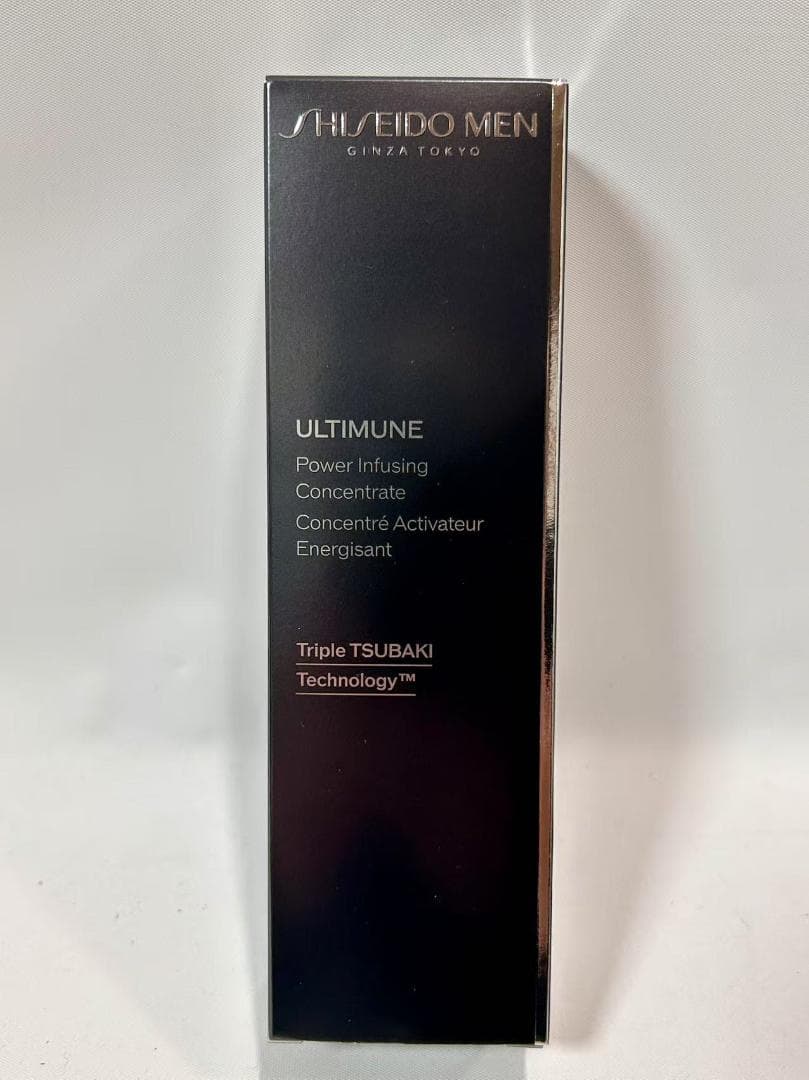 SHISEIDO MEN
GINZA TOKYO
ULTIMUNE
Power Infusing
Concentrate
Concentré Activateur
Energisant
Triple TSUBAKI
Technology™